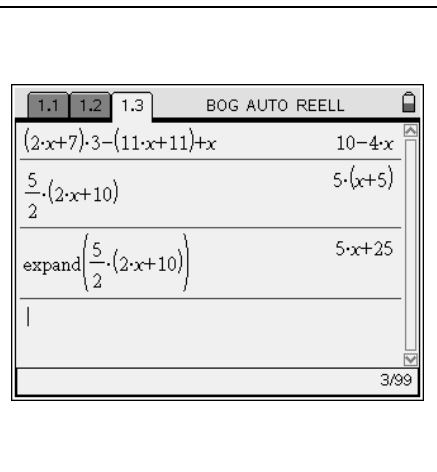 1.1 1.2 1.3 BOG AUTO REELL
(2·x+7)·3−(11·x+11)+x 10−4·x
5/2·(2·x+10) 5·(x+5)
expand(5/2·(2·x+10)) 5·x+25
3/99